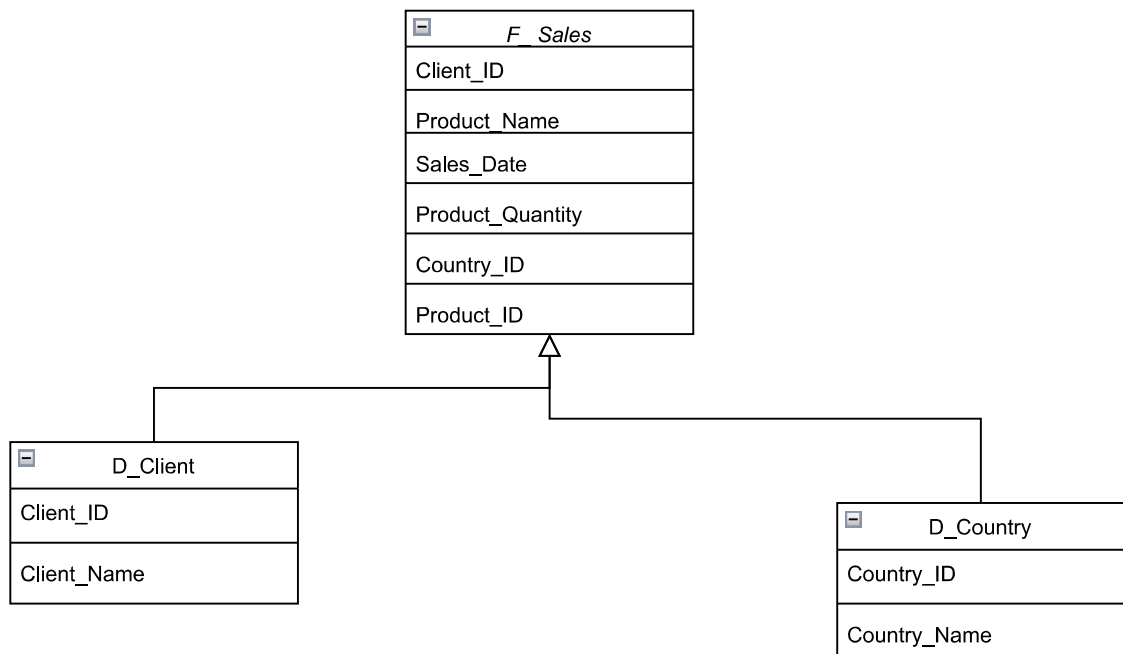 F_ Sales
Client_ID
Product_Name
Sales_Date
Product_Quantity
Country_ID
Product_ID
D_Client
Client_ID
Client_Name
D_Country
Country_ID
Country_Name